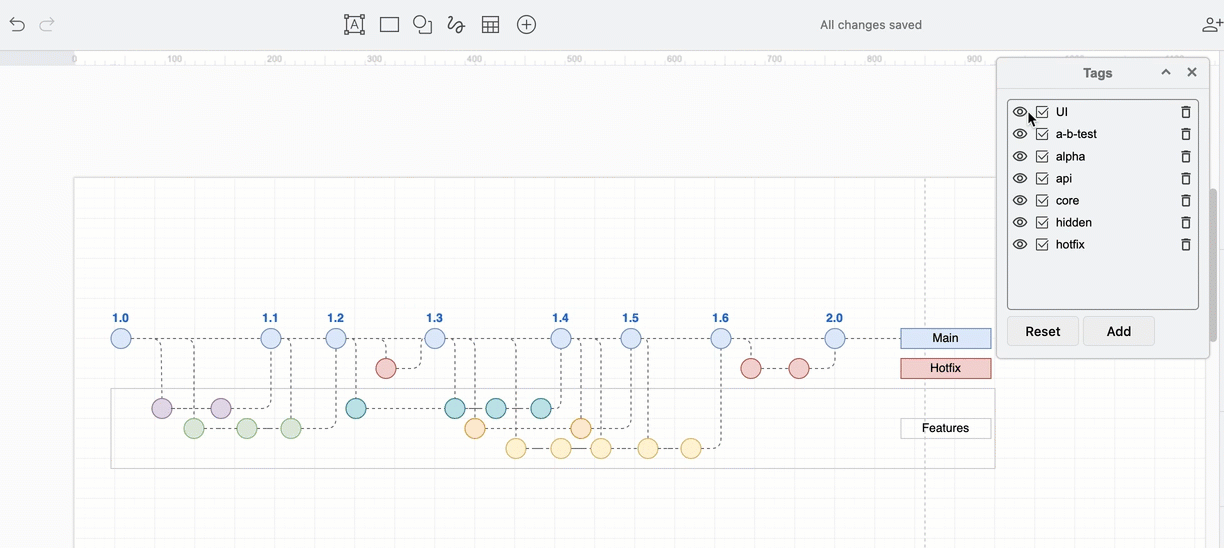 A
All changes saved
0 100 200 300 400 500 600 700 800 900
Tags
UI
a-b-test
alpha
api
core
hidden
hotfix
Reset Add
1.0 1.1 1.2 1.3 1.4 1.5 1.6 2.0
Main
Hotfix
Features